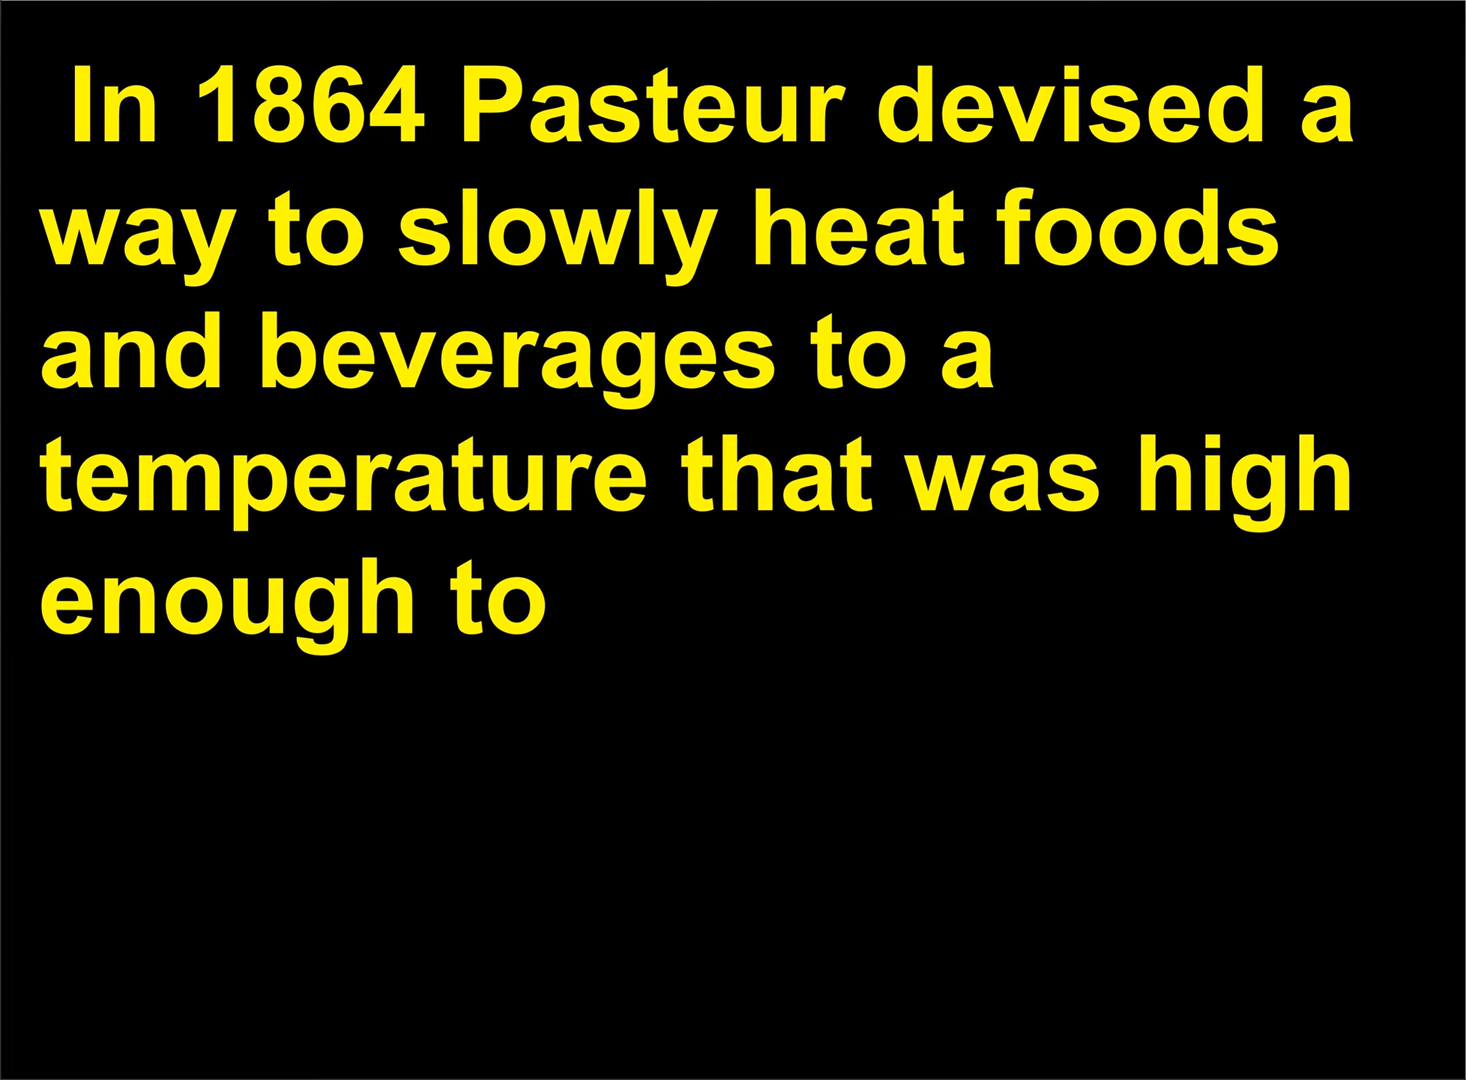 In 1864 Pasteur devised a
way to slowly heat foods
and beverages to a
temperature that was high
enough to